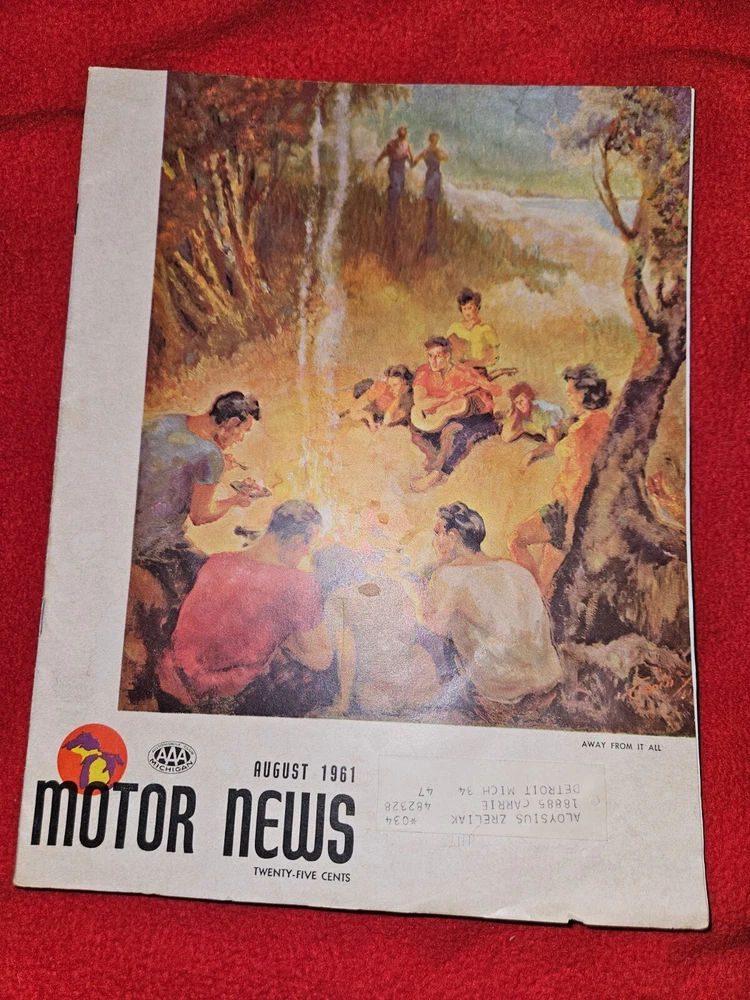 AWAY FROM IT ALL
AAA
MICHIGAN
AUGUST 1961
MOTOR NEWS
TWENTY-FIVE CENTS
*034 482328 47
ALOYSIUS ZRELIAK
18885 CARRIE
DETROIT MICH 34